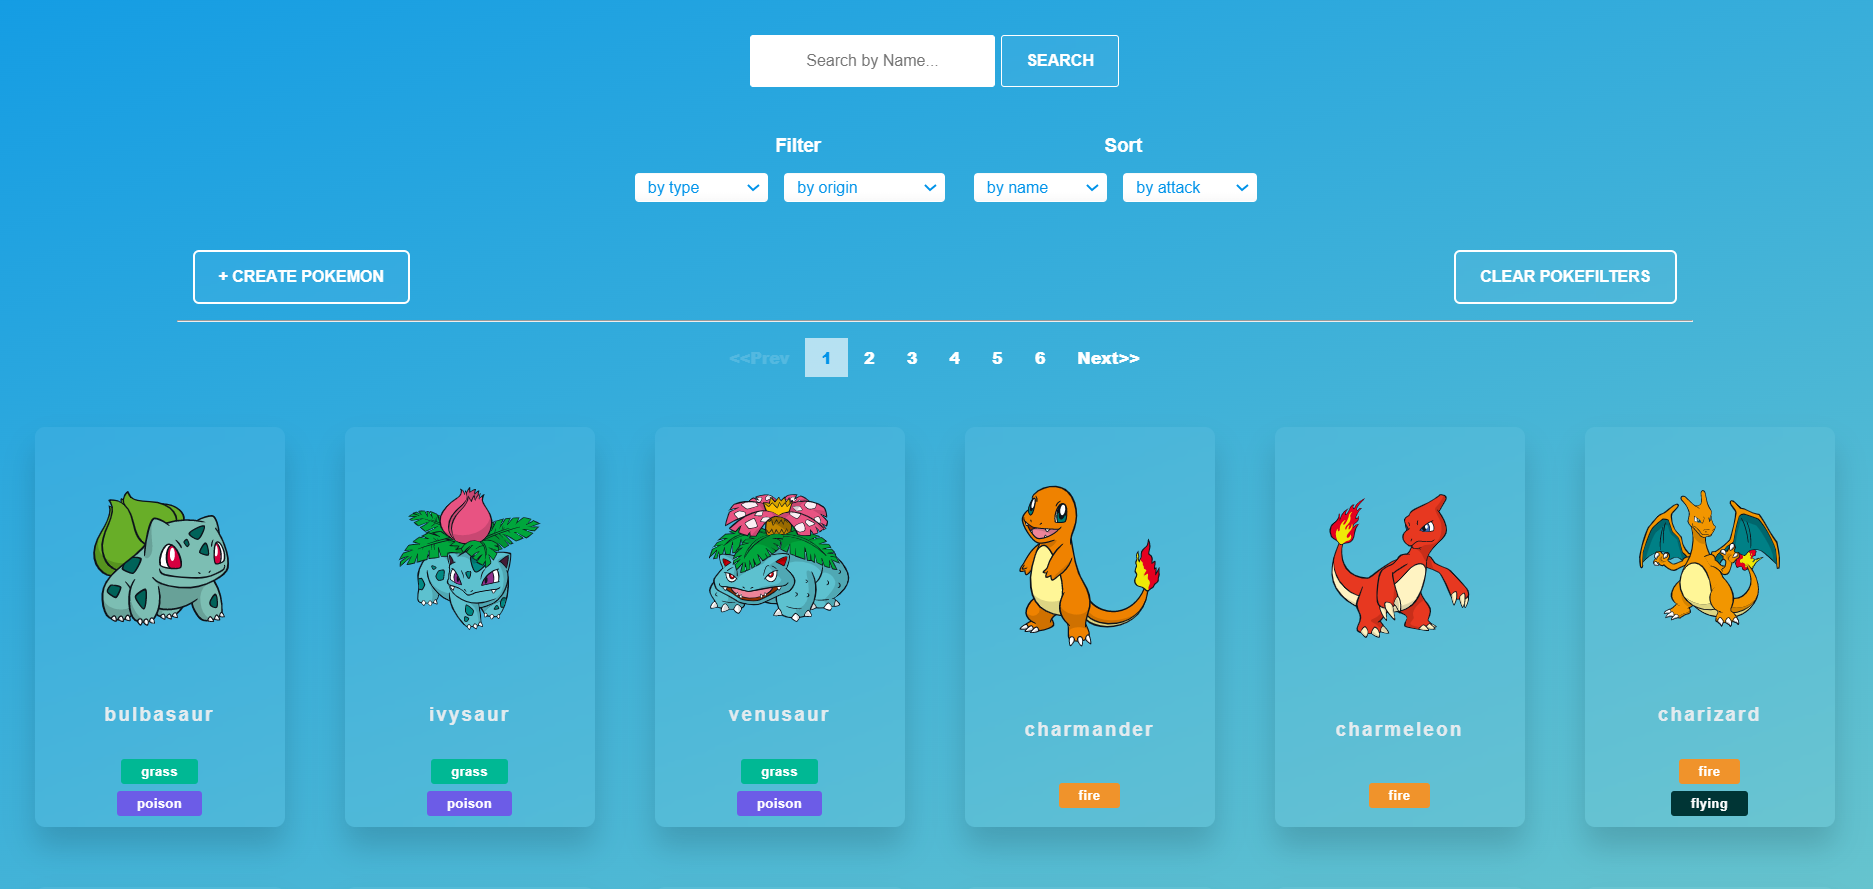 Search by Name...
SEARCH
Filter
Sort
by type
by origin
by name
by attack
+ CREATE POKEMON
CLEAR POKEFILTERS
<<Prev 1 2 3 4 5 6 Next>>
bulbasaur
grass
poison
ivysaur
grass
poison
venusaur
grass
poison
charmander
fire
charmeleon
fire
charizard
fire
flying